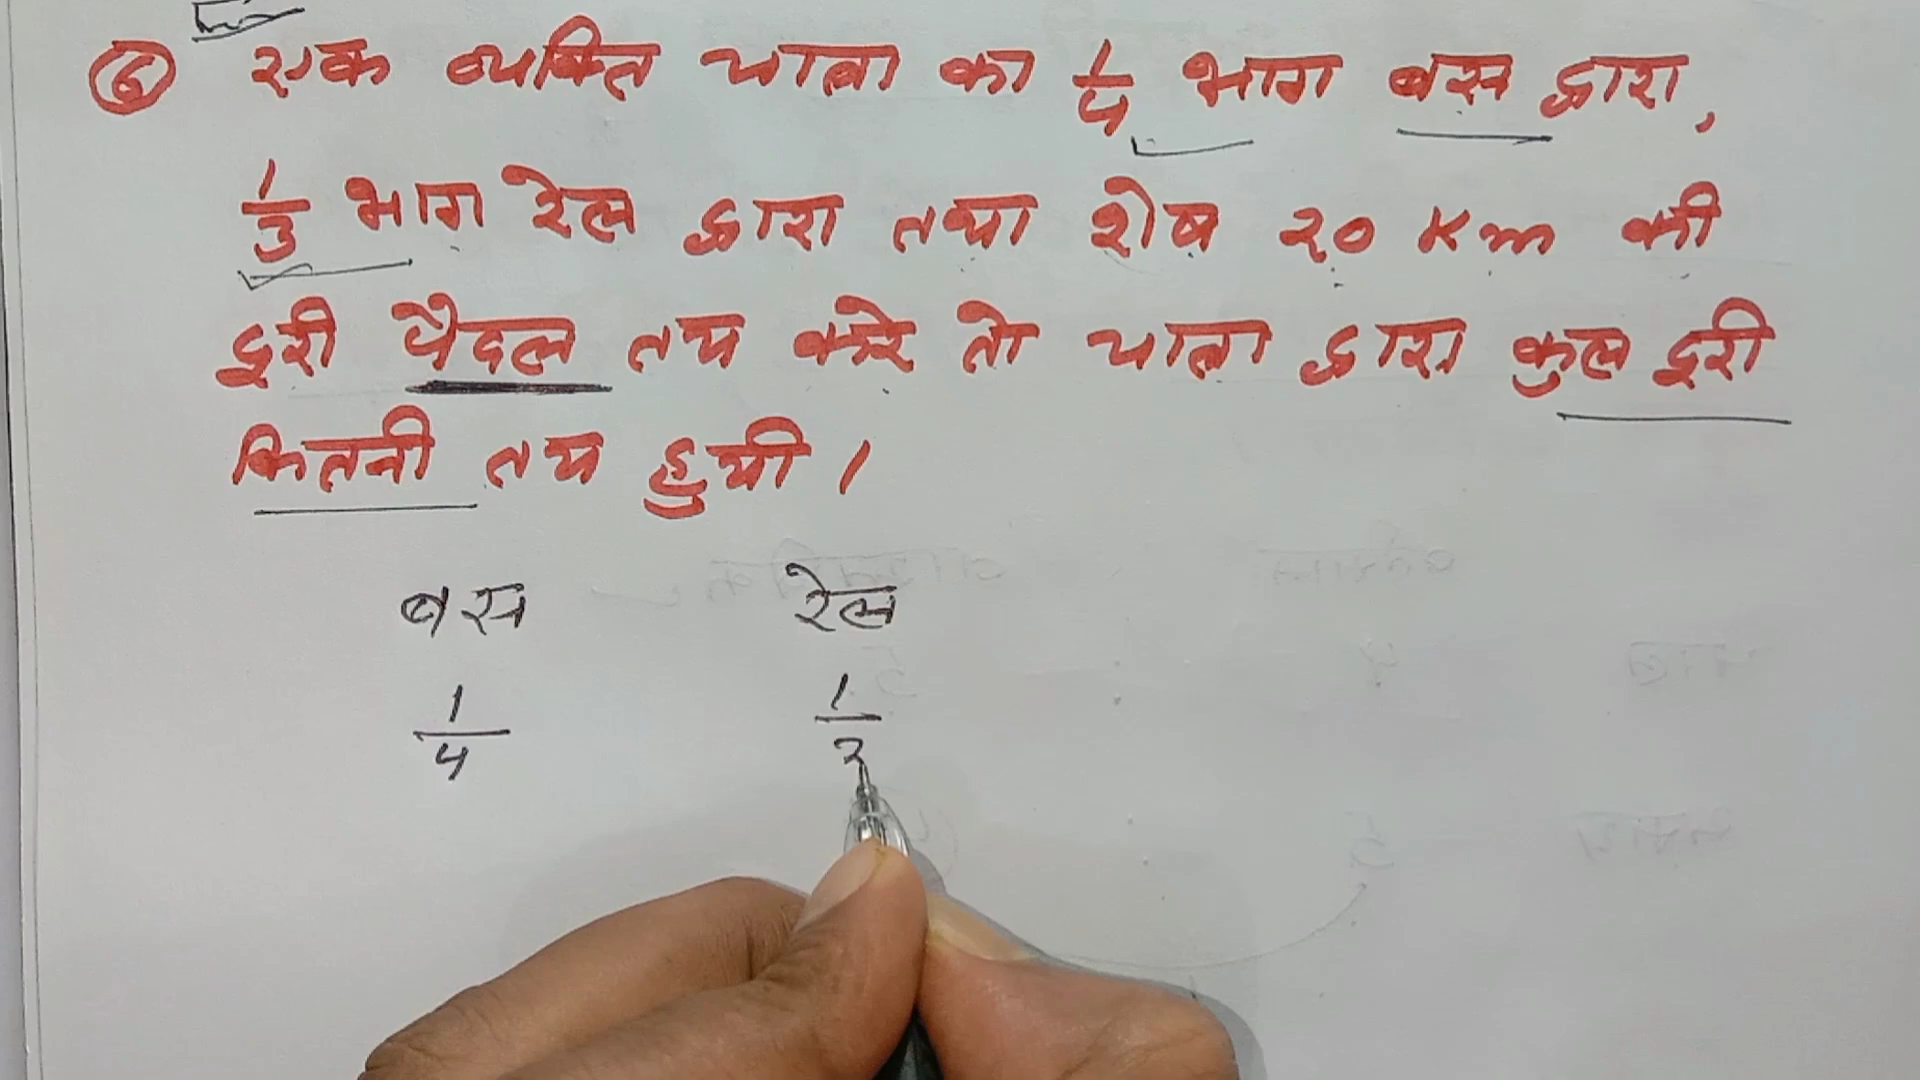 ⑥ एक व्यक्ति यात्रा का 1/4 भाग बस द्वारा,
1/3 भाग रेल द्वारा तथा शेष 20 Km की
दूरी पैदल तय करे तो यात्रा द्वारा कुल दूरी
कितनी तय हुयी ।
बस रेल
1/4 1/3